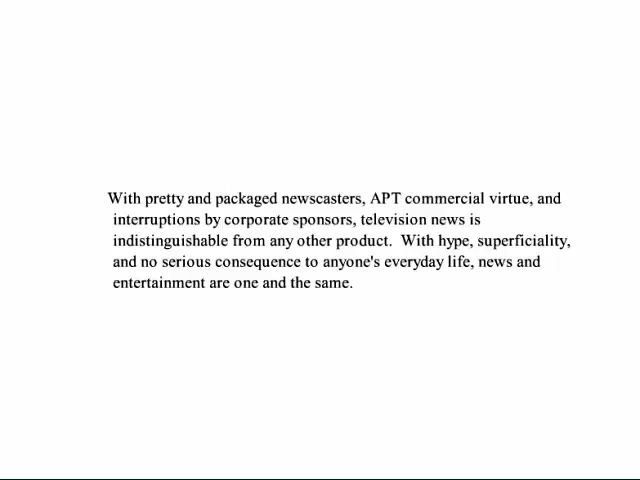 With pretty and packaged newscasters, APT commercial virtue, and
interruptions by corporate sponsors, television news is
indistinguishable from any other product.  With hype, superficiality,
and no serious consequence to anyone's everyday life, news and
entertainment are one and the same.